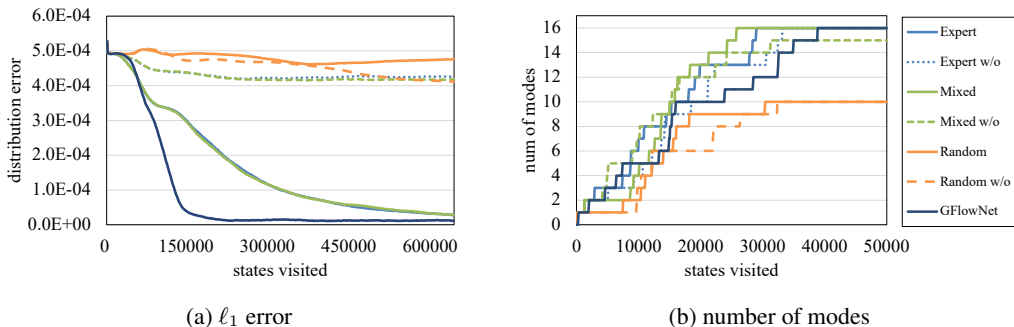 6.0E-04
5.0E-04
4.0E-04
3.0E-04
2.0E-04
1.0E-04
0.0E+00
distribution error
0 150000 300000 450000 600000
states visited
(a) ℓ1 error
16
14
12
10
8
6
4
2
0
num of modes
0 10000 20000 30000 40000 50000
states visited
(b) number of modes
Expert
Expert w/o
Mixed
Mixed w/o
Random
Random w/o
GFlowNet